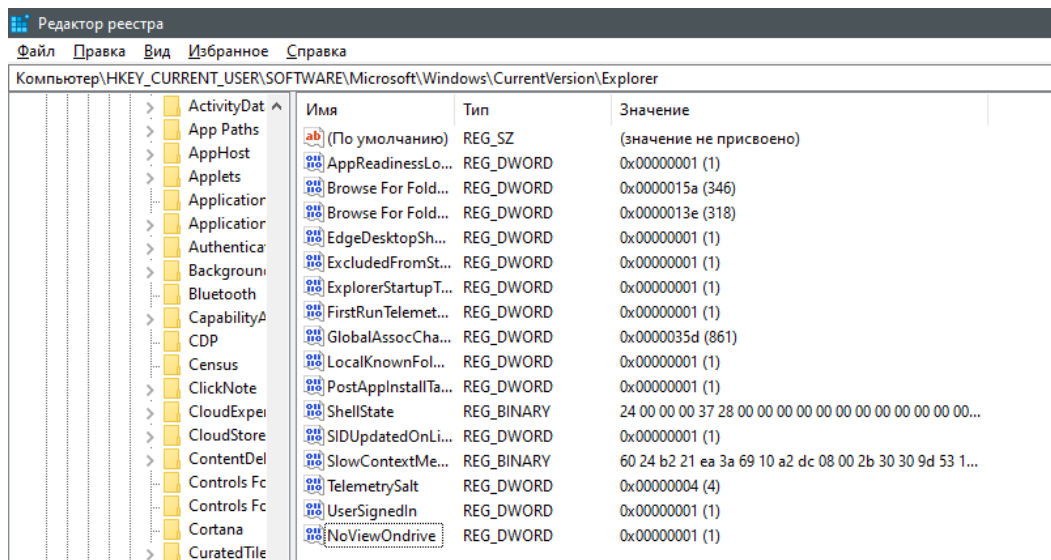 Редактор реестра
Файл Правка Вид Избранное Справка
Компьютер\HKEY_CURRENT_USER\SOFTWARE\Microsoft\Windows\CurrentVersion\Explorer
ActivityDat
App Paths
AppHost
Applets
Application
Application
Authentica
Backgroun
Bluetooth
CapabilityA
CDP
Census
ClickNote
CloudExper
CloudStore
ContentDel
Controls Fo
Controls Fo
Cortana
CuratedTile
Имя Тип Значение
(По умолчанию) REG_SZ (значение не присвоено)
AppReadinessLo... REG_DWORD 0x00000001 (1)
Browse For Fold... REG_DWORD 0x0000015a (346)
Browse For Fold... REG_DWORD 0x0000013e (318)
EdgeDesktopSh... REG_DWORD 0x00000001 (1)
ExcludedFromSt... REG_DWORD 0x00000001 (1)
ExplorerStartupT... REG_DWORD 0x00000001 (1)
FirstRunTelemet... REG_DWORD 0x00000001 (1)
GlobalAssocCha... REG_DWORD 0x0000035d (861)
LocalKnownFol... REG_DWORD 0x00000001 (1)
PostAppInstallTa... REG_DWORD 0x00000001 (1)
ShellState REG_BINARY 24 00 00 00 37 28 00 00 00 00 00 00 00 00 00 00 00...
SIDUpdatedOnLi... REG_DWORD 0x00000001 (1)
SlowContextMe... REG_BINARY 60 24 b2 21 ea 3a 69 10 a2 dc 08 00 2b 30 30 9d 53 1...
TelemetrySalt REG_DWORD 0x00000004 (4)
UserSignedIn REG_DWORD 0x00000001 (1)
NoViewOndrive REG_DWORD 0x00000001 (1)